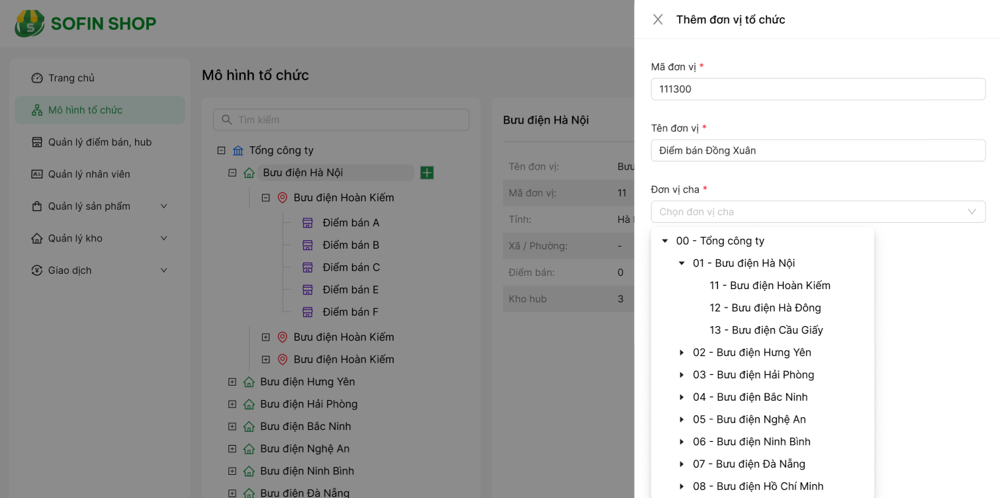 SOFIN SHOP
Trang chủ
Mô hình tổ chức
Quản lý điểm bán, hub
Quản lý nhân viên
Quản lý sản phẩm
Quản lý kho
Giao dịch
Mô hình tổ chức
Tìm kiếm
Tổng công ty
Bưu điện Hà Nội
Bưu điện Hoàn Kiếm
Điểm bán A
Điểm bán B
Điểm bán C
Điểm bán E
Điểm bán F
Bưu điện Hoàn Kiếm
Bưu điện Hoàn Kiếm
Bưu điện Hưng Yên
Bưu điện Hải Phòng
Bưu điện Bắc Ninh
Bưu điện Nghệ An
Bưu điện Ninh Bình
Bưu điện Đà Nẵng
Bưu điện Hà Nội
Tên đơn vị: Bưu
Mã đơn vị: 11
Tỉnh: Hà
Xã / Phường: -
Điểm bán: 0
Kho hub 3
Thêm đơn vị tổ chức
Mã đơn vị *
111300
Tên đơn vị *
Điểm bán Đồng Xuân
Đơn vị cha *
Chọn đơn vị cha
00 - Tổng công ty
01 - Bưu điện Hà Nội
11 - Bưu điện Hoàn Kiếm
12 - Bưu điện Hà Đông
13 - Bưu điện Cầu Giấy
02 - Bưu điện Hưng Yên
03 - Bưu điện Hải Phòng
04 - Bưu điện Bắc Ninh
05 - Bưu điện Nghệ An
06 - Bưu điện Ninh Bình
07 - Bưu điện Đà Nẵng
08 - Bưu điện Hồ Chí Minh